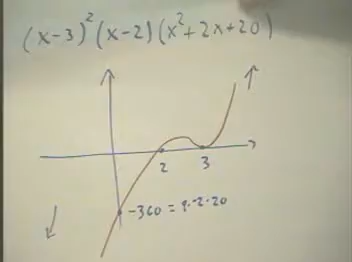 (x-3)²(x-2)(x²+2x+20)
2 3
-360 = 9·-2·20